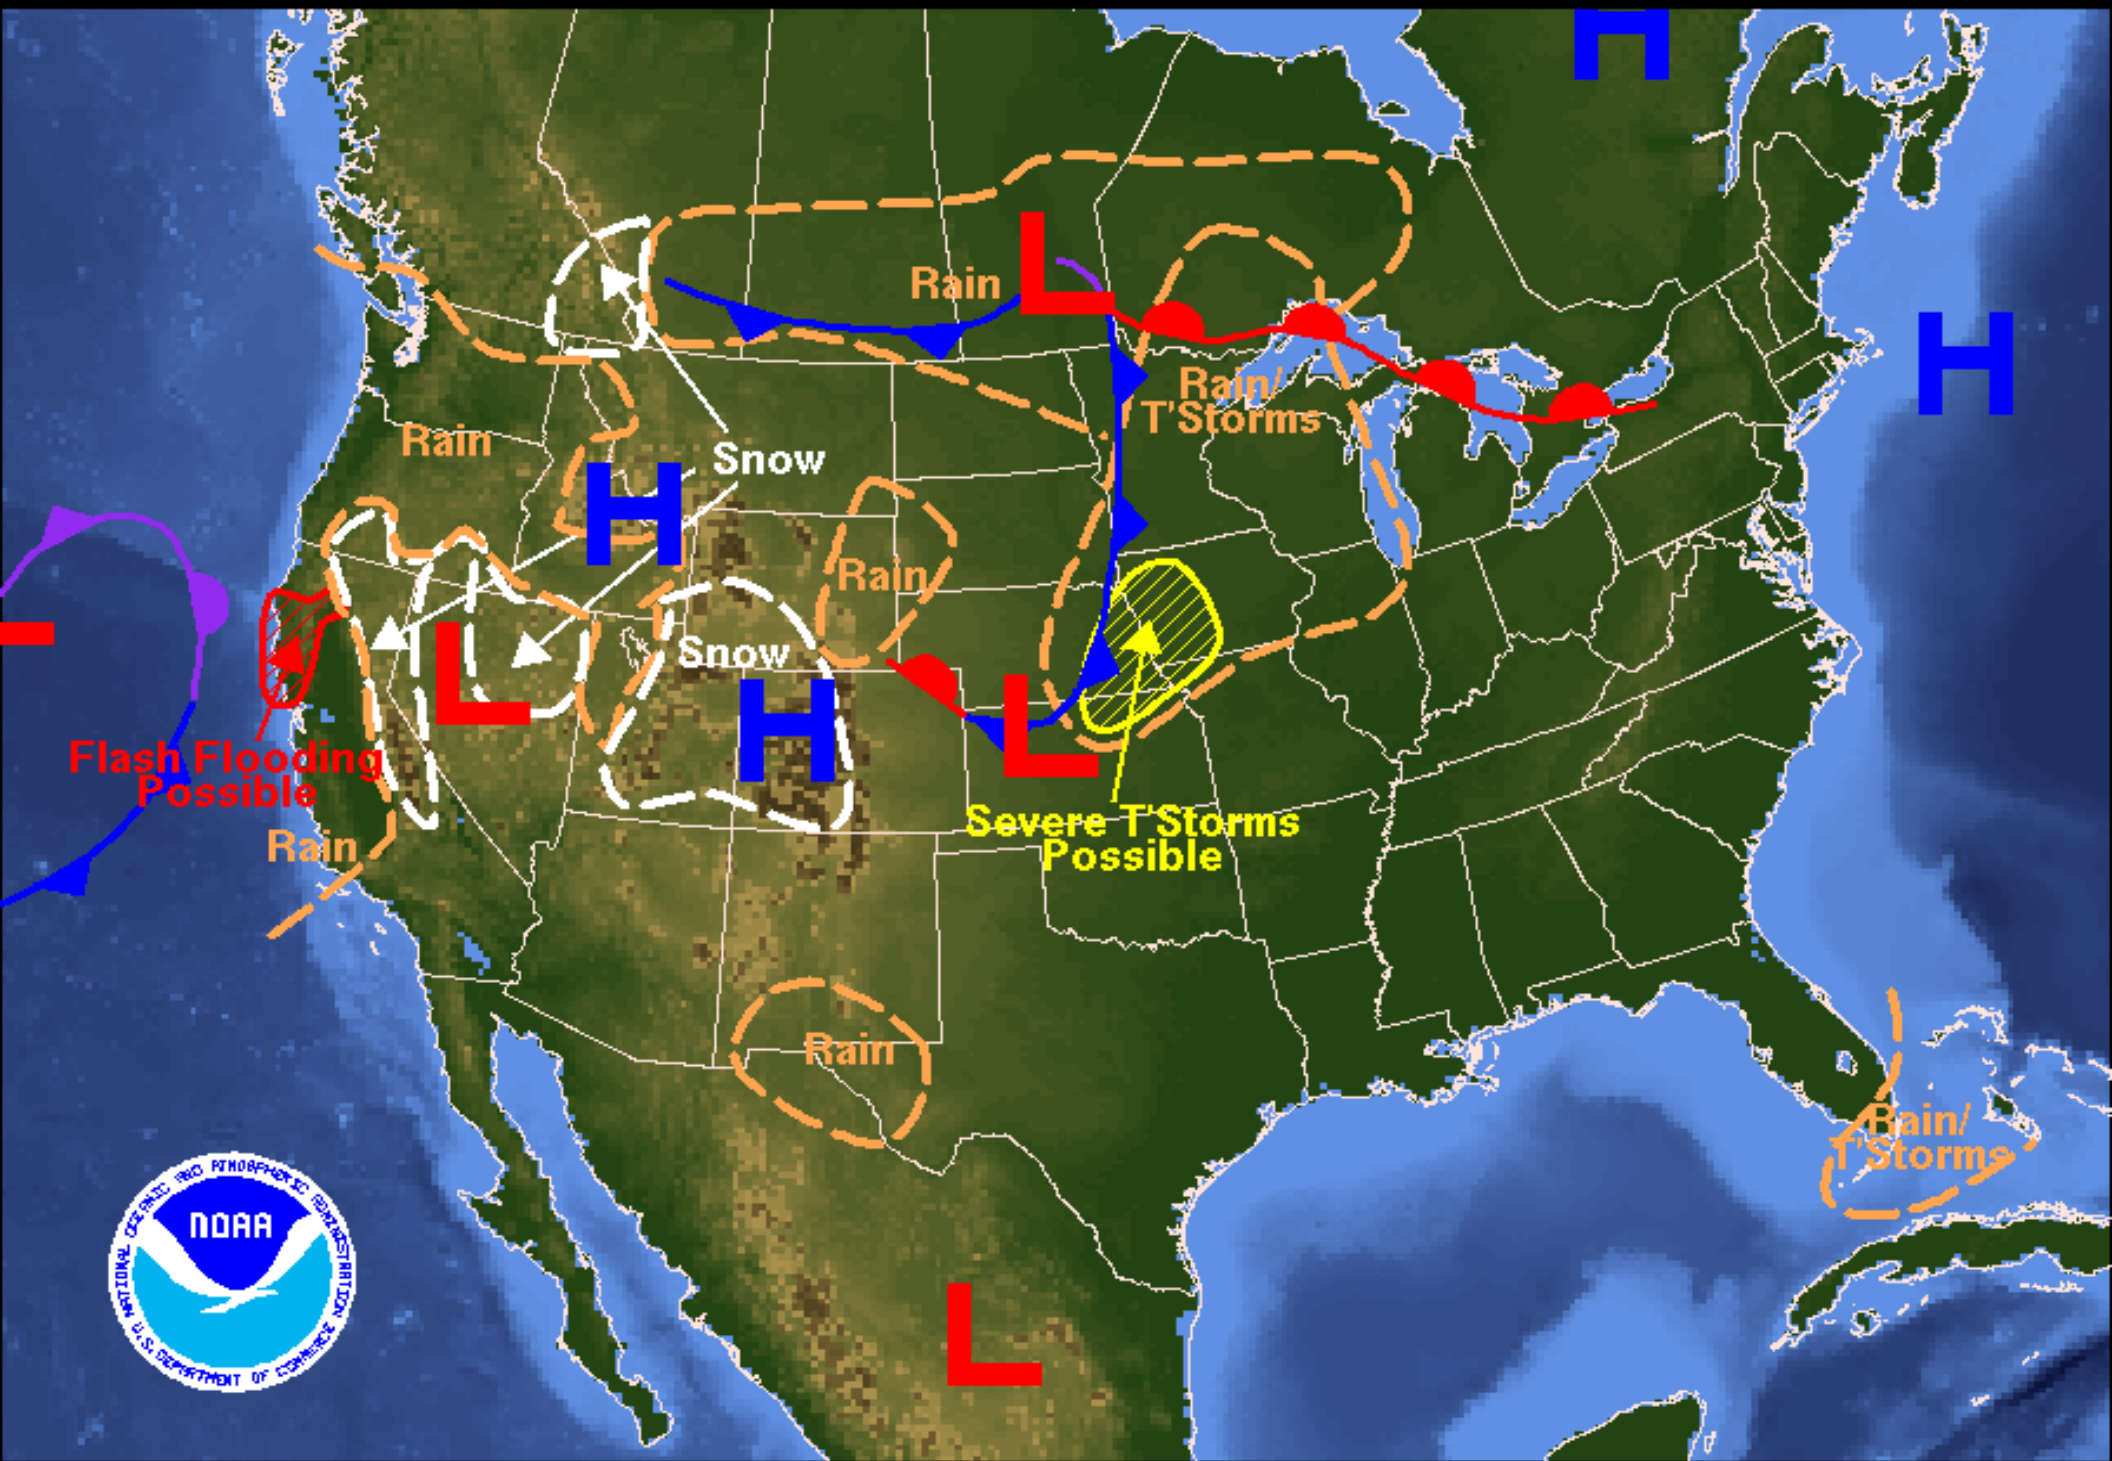 H
L
Rain
H
Rain/
T'Storms
Rain
Snow
H
Rain
L
Snow
L
H
L
Flash Flooding
Possible
Severe T'Storms
Possible
Rain
Rain
Rain/
T'Storms
NATIONAL OCEANIC AND ATMOSPHERIC ADMINISTRATION
NOAA
U.S. DEPARTMENT OF COMMERCE
L